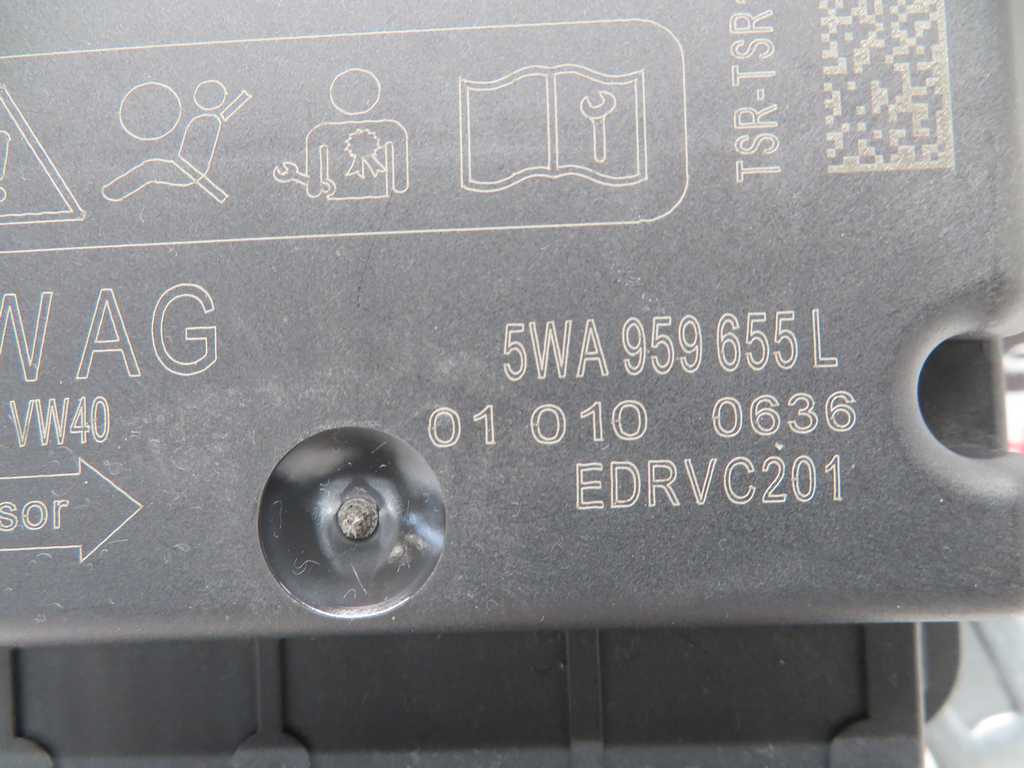 TSR-TSR
W AG
5WA 959 655 L
VW40
01 010 0636
EDRVC201
sor